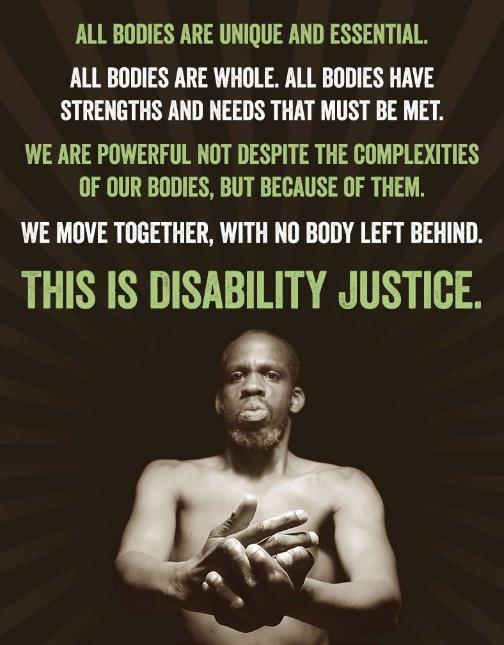 ALL BODIES ARE UNIQUE AND ESSENTIAL.
ALL BODIES ARE WHOLE. ALL BODIES HAVE
STRENGTHS AND NEEDS THAT MUST BE MET.
WE ARE POWERFUL NOT DESPITE THE COMPLEXITIES
OF OUR BODIES, BUT BECAUSE OF THEM.
WE MOVE TOGETHER, WITH NO BODY LEFT BEHIND.
THIS IS DISABILITY JUSTICE.